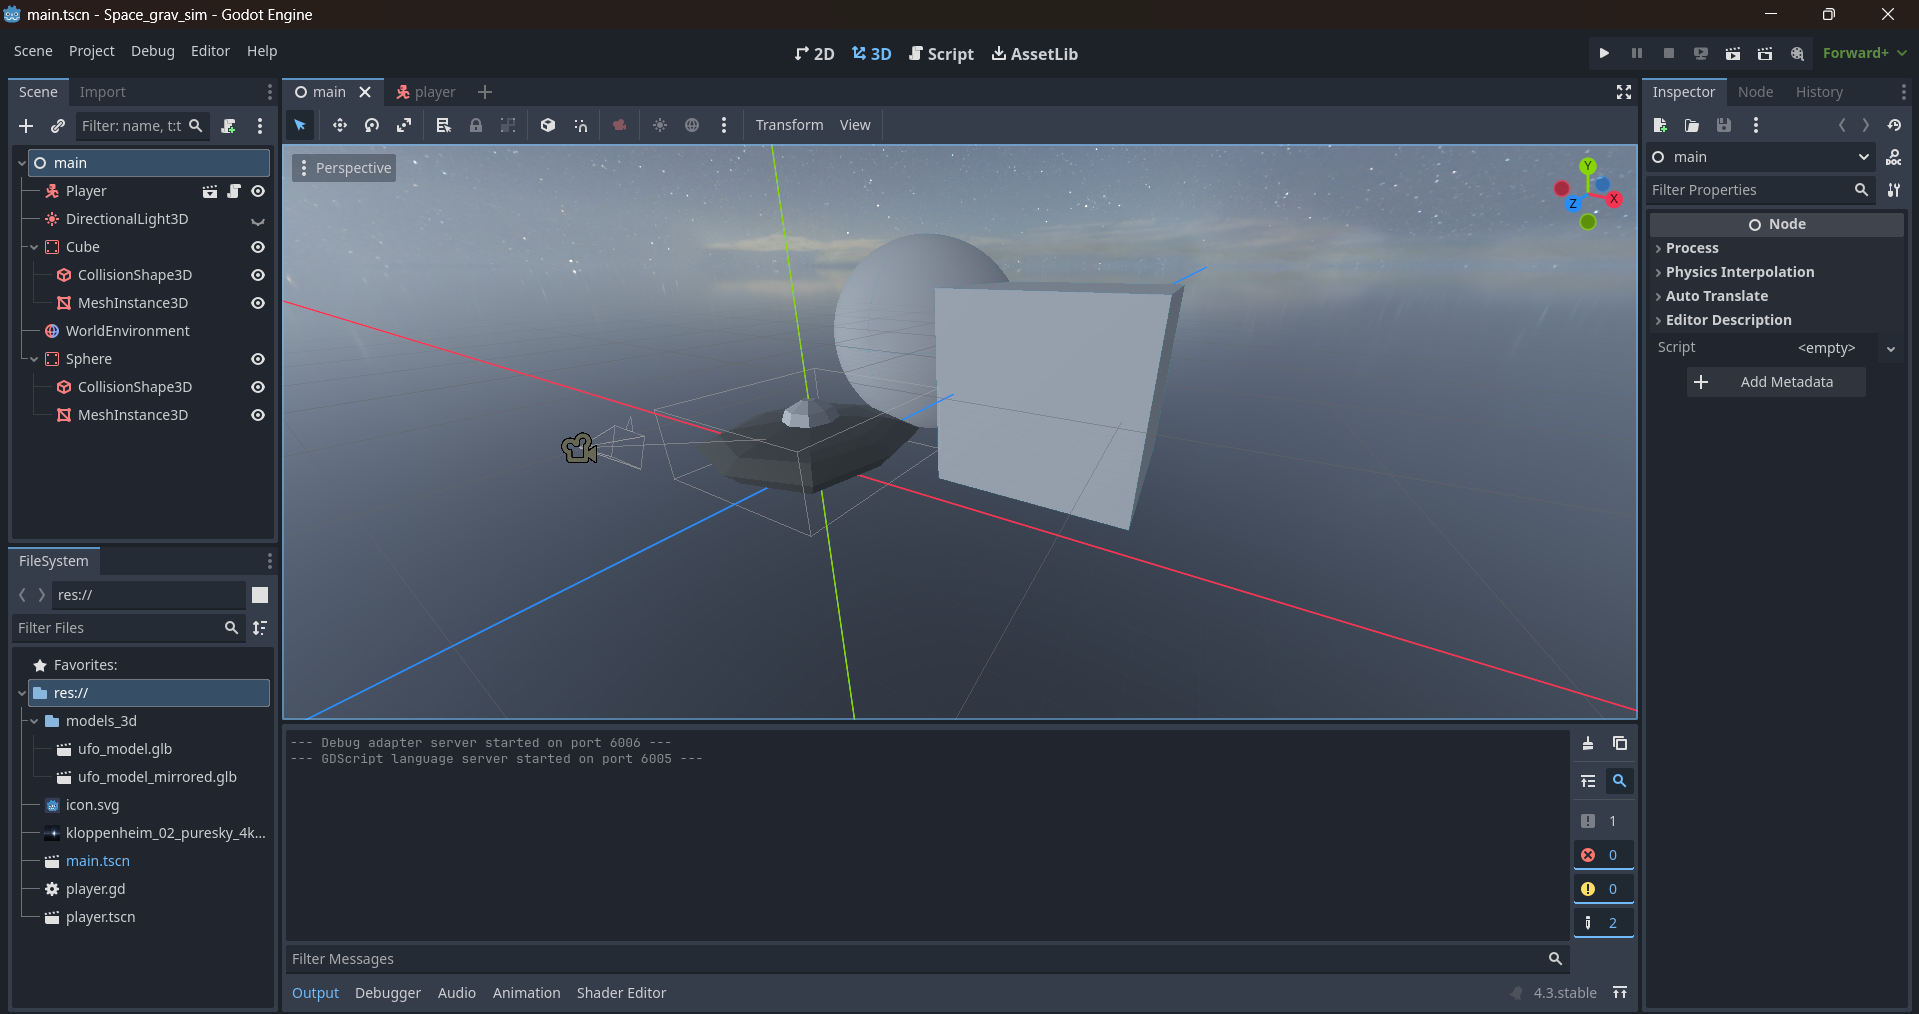 main.tscn - Space_grav_sim - Godot Engine
Scene Project Debug Editor Help
2D 3D Script AssetLib
Forward+
Scene Import
Filter: name, t:t
main
Player
DirectionalLight3D
Cube
CollisionShape3D
MeshInstance3D
WorldEnvironment
Sphere
CollisionShape3D
MeshInstance3D
FileSystem
res://
Filter Files
Favorites:
res://
models_3d
ufo_model.glb
ufo_model_mirrored.glb
icon.svg
kloppenheim_02_puresky_4k...
main.tscn
player.gd
player.tscn
main player
Transform View
Perspective
Y
Z X
--- Debug adapter server started on port 6006 ---
--- GDScript language server started on port 6005 ---
1
0
0
2
Filter Messages
Output Debugger Audio Animation Shader Editor
4.3.stable
Inspector Node History
main
DOC
Filter Properties
Node
Process
Physics Interpolation
Auto Translate
Editor Description
Script <empty>
Add Metadata